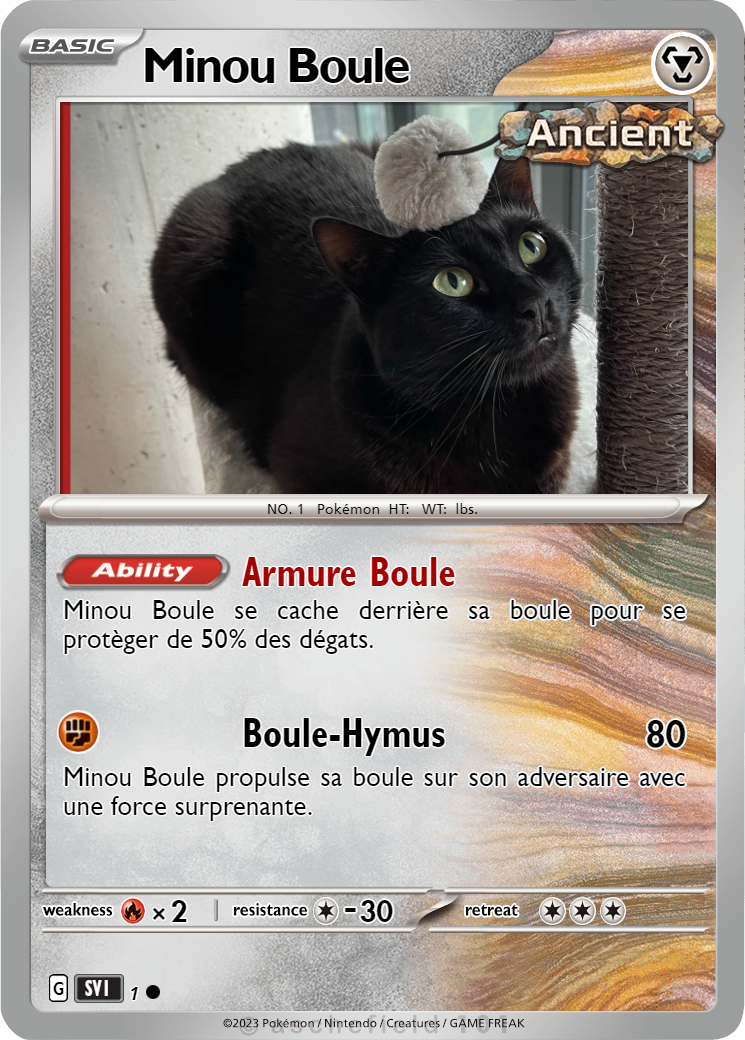 BASIC
Minou Boule
Ancient
NO. 1 Pokémon HT: WT: lbs.
Ability Armure Boule
Minou Boule se cache derrière sa boule pour se
protèger de 50% des dégats.
Boule-Hymus 80
Minou Boule propulse sa boule sur son adversaire avec
une force surprenante.
weakness × 2 resistance -30 retreat
G SVI 1
©2023 Pokémon / Nintendo / Creatures / GAME FREAK